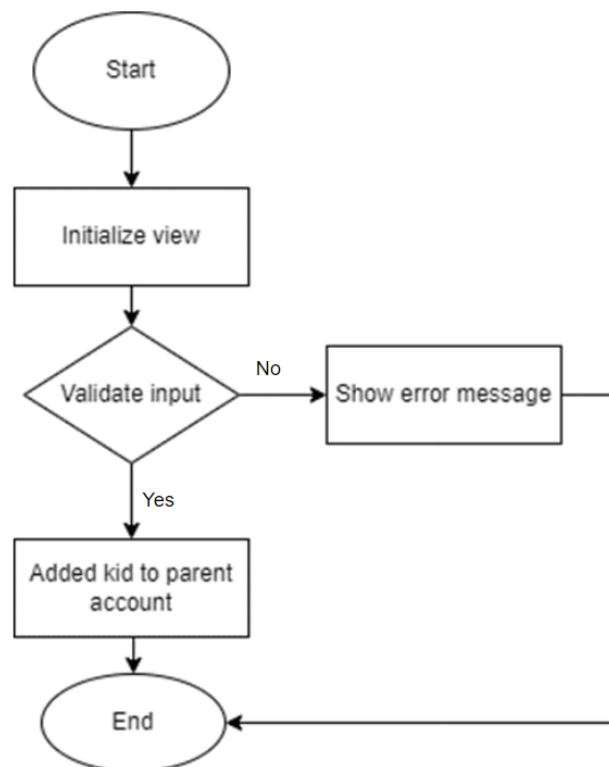 Start
Initialize view
Validate input
No
Show error message
Yes
Added kid to parent
account
End